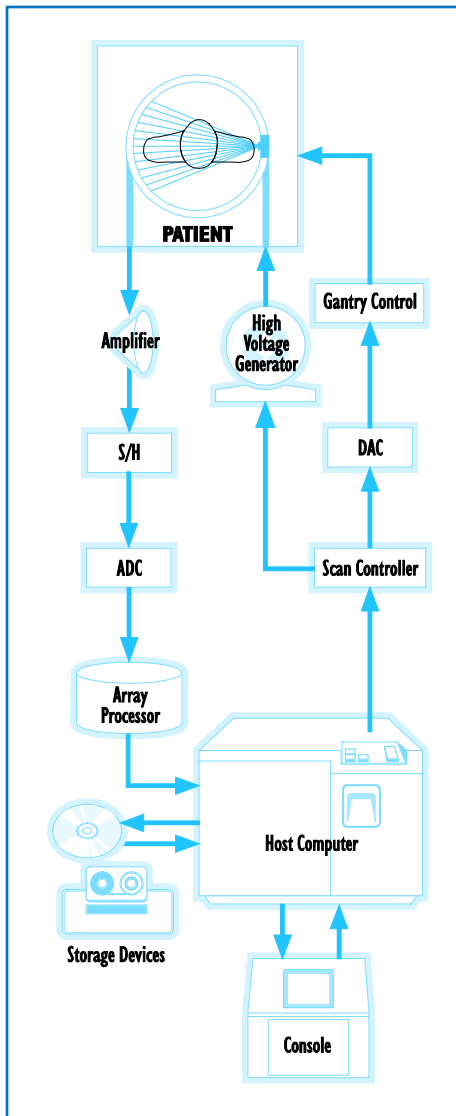 PATIENT
Amplifier
High
Voltage
Generator
Gantry Control
S/H
DAC
ADC
Scan Controller
Array
Processor
Host Computer
Storage Devices
Console